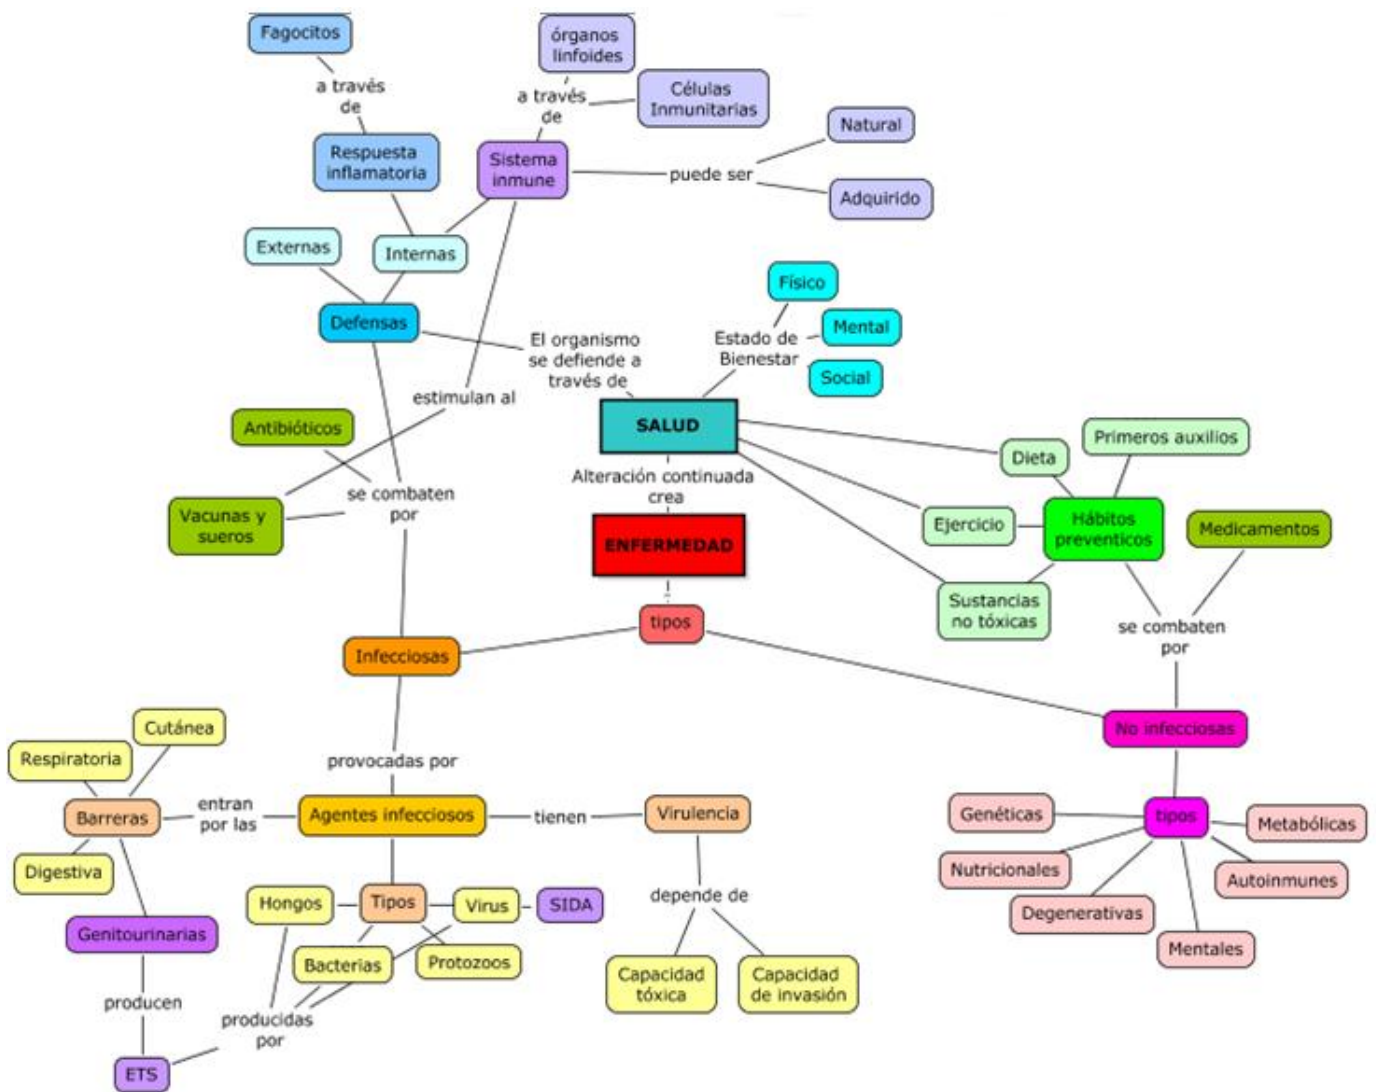 Fagocitos
órganos
linfoides
a través
de
a través
de
Células
Inmunitarias
Natural
Respuesta
inflamatoria
Sistema
inmune
puede ser
Adquirido
Externas
Internas
Físico
Defensas
El organismo
se defiende a
través de
Estado de
Bienestar
Mental
Social
estimulan al
Antibióticos
SALUD
Primeros auxilios
Dieta
Alteración continuada
crea
se combaten
por
Vacunas y
sueros
Ejercicio
Hábitos
preventicos
Medicamentos
ENFERMEDAD
Sustancias
no tóxicas
tipos
se combaten
por
Infecciosas
No infecciosas
Cutánea
Respiratoria
provocadas por
Barreras
entran
por las
Agentes infecciosos
tienen
Virulencia
Genéticas
tipos
Metabólicas
Digestiva
Nutricionales
Autoinmunes
Hongos
Tipos
Virus
SIDA
depende de
Degenerativas
Genitourinarias
Mentales
Bacterias
Protozoos
Capacidad
tóxica
Capacidad
de invasión
producen
producidas
por
ETS